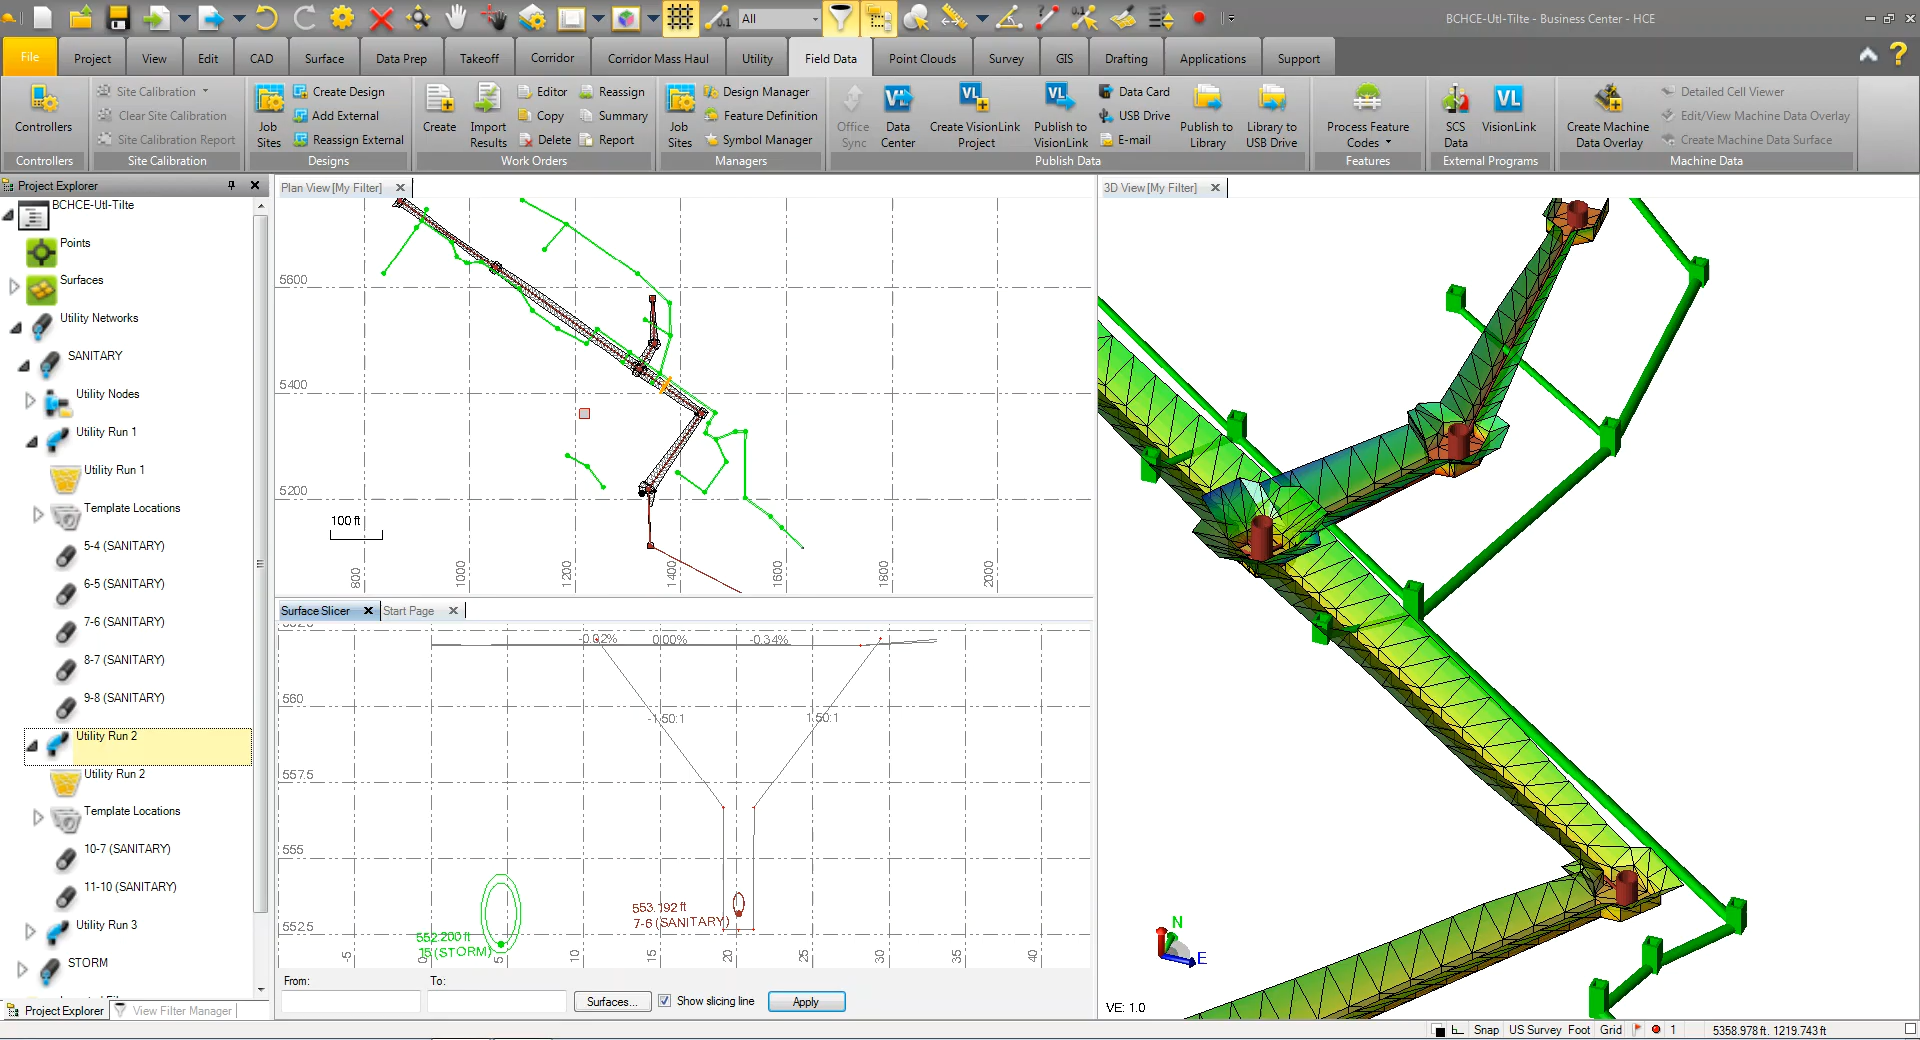 All
BCHCE-Utl-Tilte - Business Center - HCE
File
Project
View
Edit
CAD
Surface
Data Prep
Takeoff
Corridor
Corridor Mass Haul
Utility
Field Data
Point Clouds
Survey
GIS
Drafting
Applications
Support
Controllers
Controllers
Site Calibration
Clear Site Calibration
Site Calibration Report
Site Calibration
Job
Sites
Create Design
Add External
Reassign External
Designs
Create
Import
Results
Editor
Copy
Delete
Reassign
Summary
Report
Work Orders
Job
Sites
Design Manager
Feature Definition
Symbol Manager
Managers
Office
Sync
Data
Center
Create VisionLink
Project
Publish to
VisionLink
Data Card
USB Drive
E-mail
Publish to
Library
Library to
USB Drive
Publish Data
Process Feature
Codes
Features
SCS
Data
VL
VisionLink
External Programs
Create Machine
Data Overlay
Detailed Cell Viewer
Edit/View Machine Data Overlay
Create Machine Data Surface
Machine Data
Project Explorer
BCHCE-Utl-Tilte
Points
Surfaces
Utility Networks
SANITARY
Utility Nodes
Utility Run 1
Utility Run 1
Template Locations
5-4 (SANITARY)
6-5 (SANITARY)
7-6 (SANITARY)
8-7 (SANITARY)
9-8 (SANITARY)
Utility Run 2
Utility Run 2
Template Locations
10-7 (SANITARY)
11-10 (SANITARY)
Utility Run 3
STORM
Project Explorer
View Filter Manager
Plan View [My Filter]
5600
5400
5200
100 ft
800
1000
1200
1400
1600
1800
2000
Surface Slicer
Start Page
-0.02%
0.00%
-0.34%
560
-1.50:1
1.50:1
557.5
555
553.192 ft
7-6 (SANITARY)
552.5
552.200 ft
15 (STORM)
-5
0
5
10
15
20
25
30
35
40
From:
To:
Surfaces...
Show slicing line
Apply
3D View [My Filter]
N
E
VE: 1.0
Snap
US Survey Foot
Grid
1
5358.978 ft, 1219.743 ft